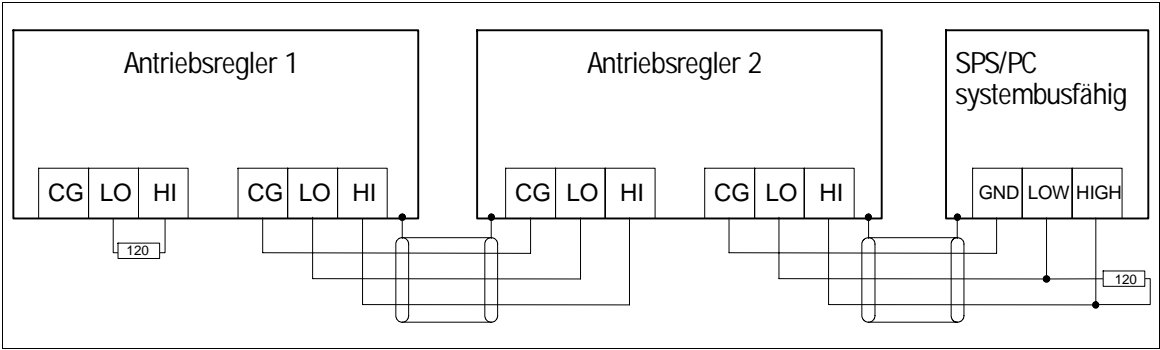 Antriebsregler 1
Antriebsregler 2
SPS/PC
systembusfähig
CG LO HI
CG LO HI
CG LO HI
CG LO HI
GND LOW HIGH
120
120